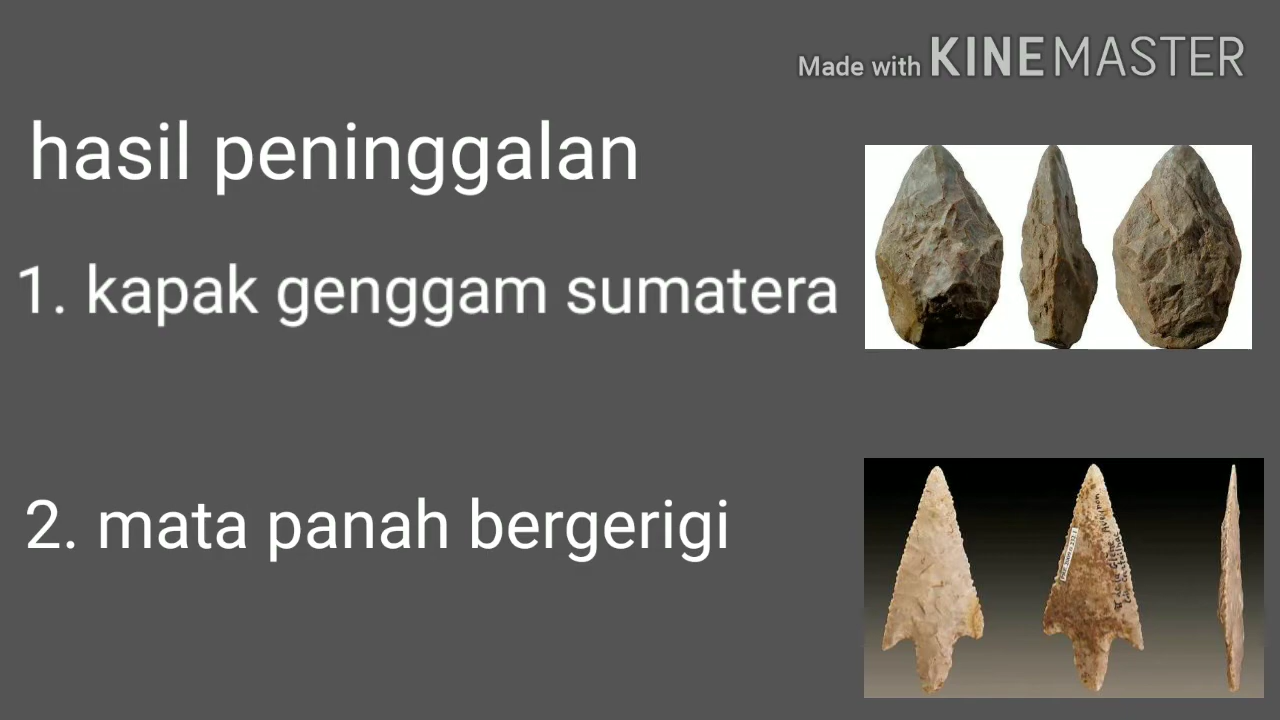 Made with KINEMASTER
hasil peninggalan
1. kapak genggam sumatera
2. mata panah bergerigi